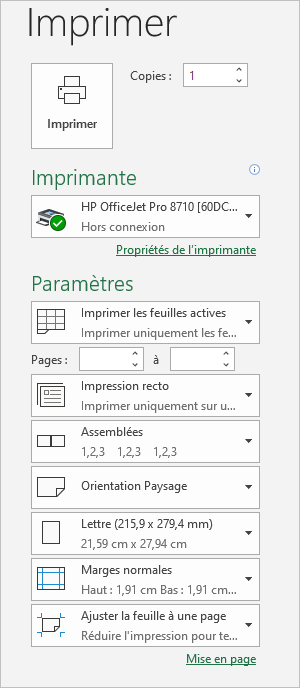 Imprimer
Copies : 1
Imprimer
Imprimante
HP OfficeJet Pro 8710 [60DC...
Hors connexion
Propriétés de l'imprimante
Paramètres
Imprimer les feuilles actives
Imprimer uniquement les fe...
Pages : à
Impression recto
Imprimer uniquement sur u...
Assemblées
1,2,3 1,2,3 1,2,3
Orientation Paysage
Lettre (215,9 x 279,4 mm)
21,59 cm x 27,94 cm
Marges normales
Haut : 1,91 cm Bas : 1,91 cm...
Ajuster la feuille à une page
Réduire l'impression pour te...
Mise en page